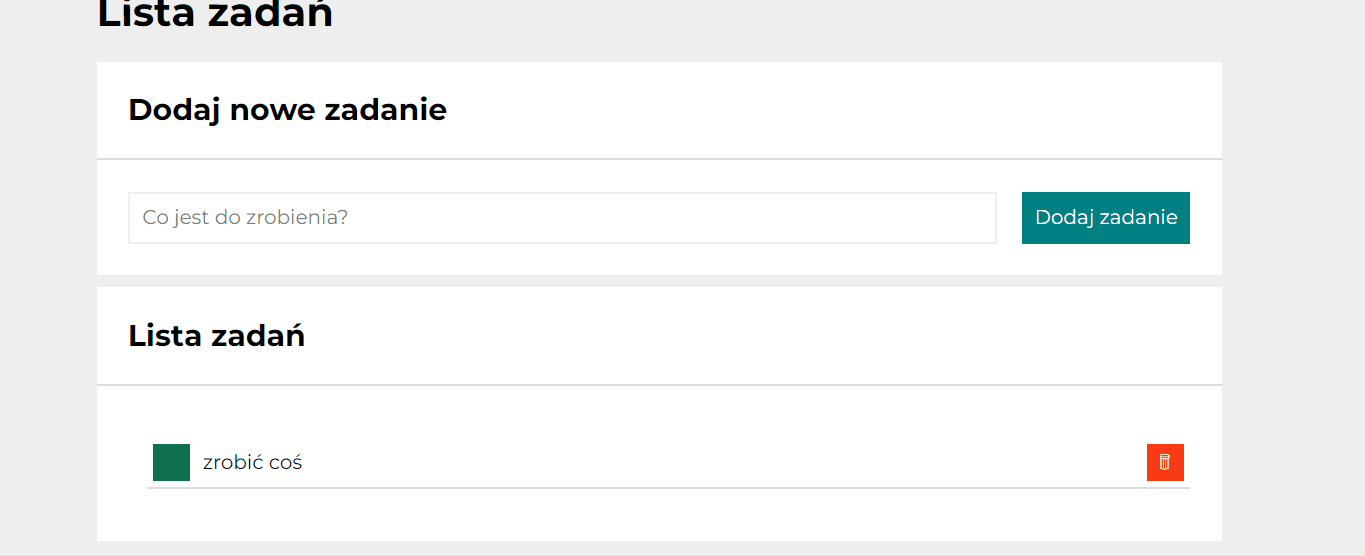 Lista zadań
Dodaj nowe zadanie
Co jest do zrobienia?
Dodaj zadanie
Lista zadań
zrobić coś